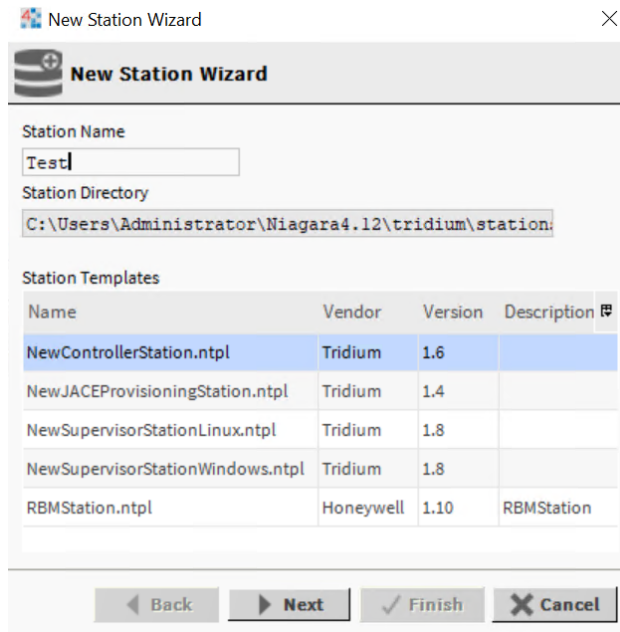 New Station Wizard
New Station Wizard
Station Name
Test
Station Directory
C:\Users\Administrator\Niagara4.12\tridium\station
Station Templates
Name Vendor Version Description
NewControllerStation.ntpl Tridium 1.6
NewJACEProvisioningStation.ntpl Tridium 1.4
NewSupervisorStationLinux.ntpl Tridium 1.8
NewSupervisorStationWindows.ntpl Tridium 1.8
RBMStation.ntpl Honeywell 1.10 RBMStation
Back Next Finish Cancel